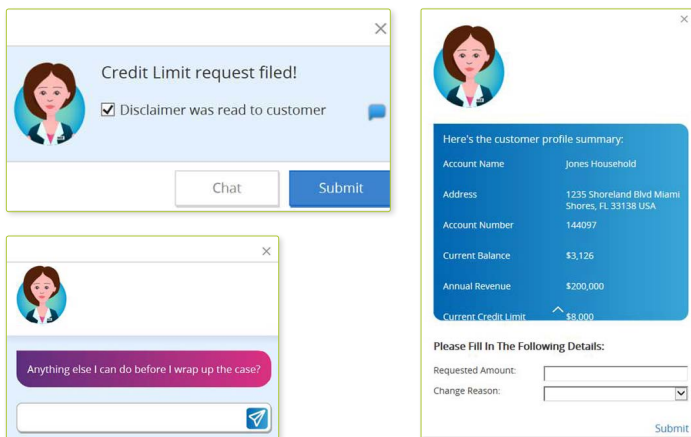 Credit Limit request filed!
Disclaimer was read to customer
Chat
Submit
Anything else I can do before I wrap up the case?
Here's the customer profile summary:
Account Name Jones Household
Address 1235 Shoreland Blvd Miami
Shores, FL 33138 USA
Account Number 144097
Current Balance $3,126
Annual Revenue $200,000
Current Credit Limit $8,000
Please Fill In The Following Details:
Requested Amount:
Change Reason:
Submit